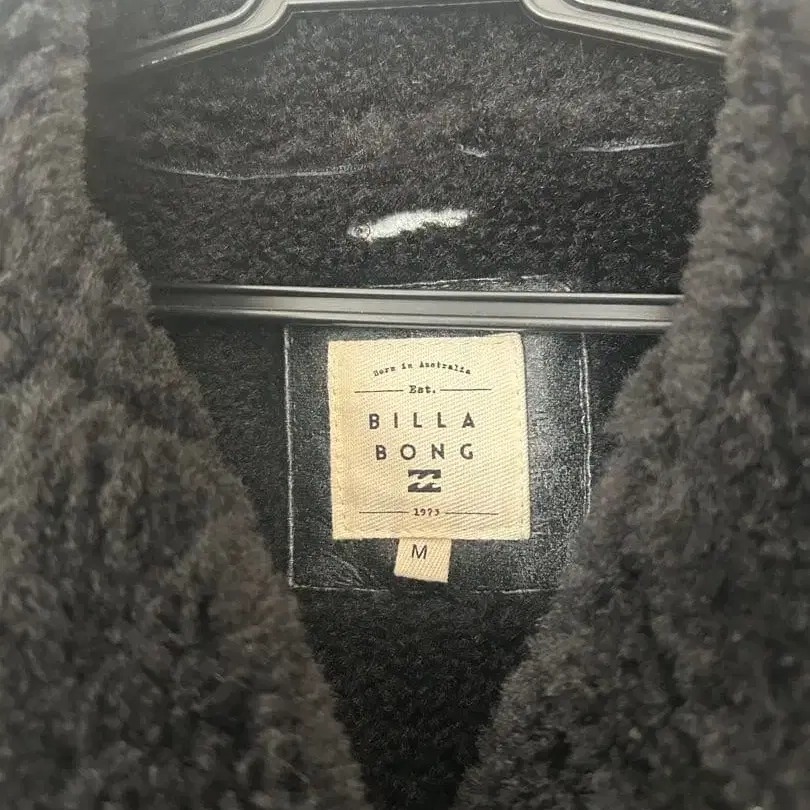 Born in Australia
Est.
BILLA
BONG
1973
M